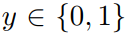 y ∈ {0, 1}